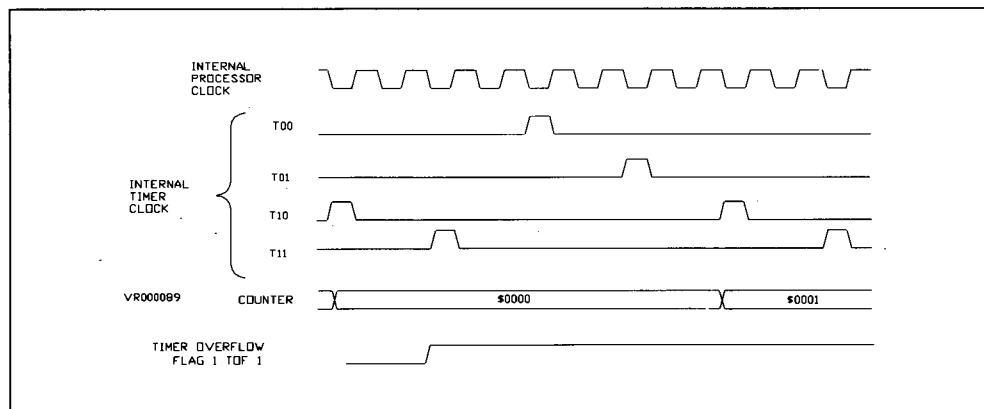 INTERNAL
PROCESSOR
CLOCK
T00
T01
INTERNAL
TIMER
CLOCK
T10
T11
VR000089
COUNTER
$0000
$0001
TIMER OVERFLOW
FLAG 1 TOF 1